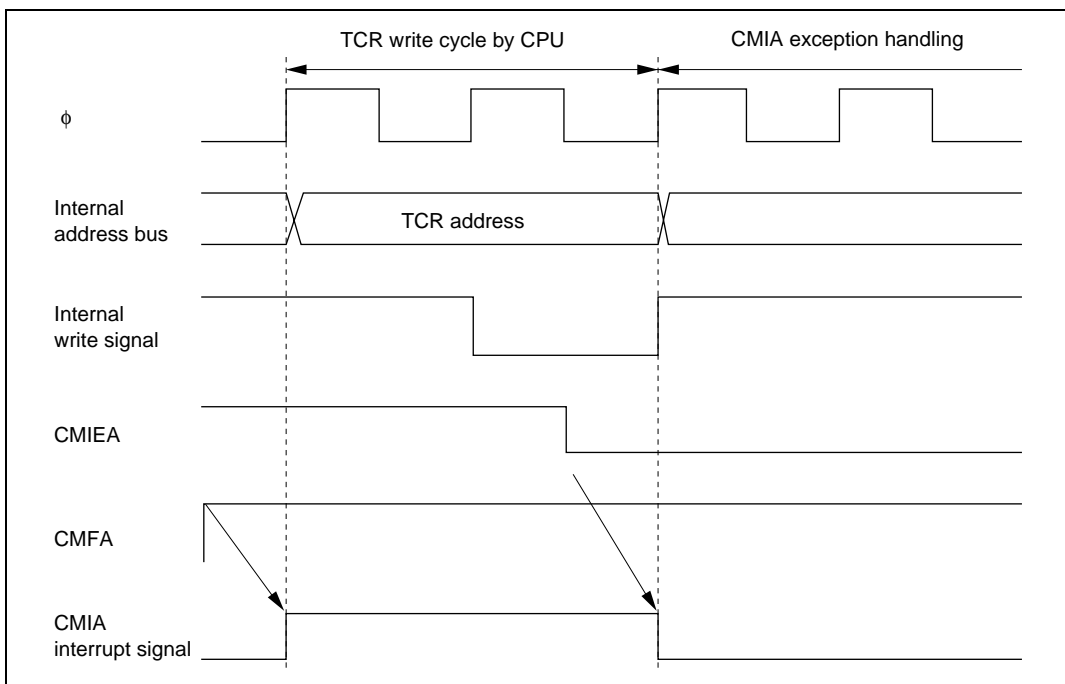 TCR write cycle by CPU
CMIA exception handling
ϕ
Internal
address bus
TCR address
Internal
write signal
CMIEA
CMFA
CMIA
interrupt signal